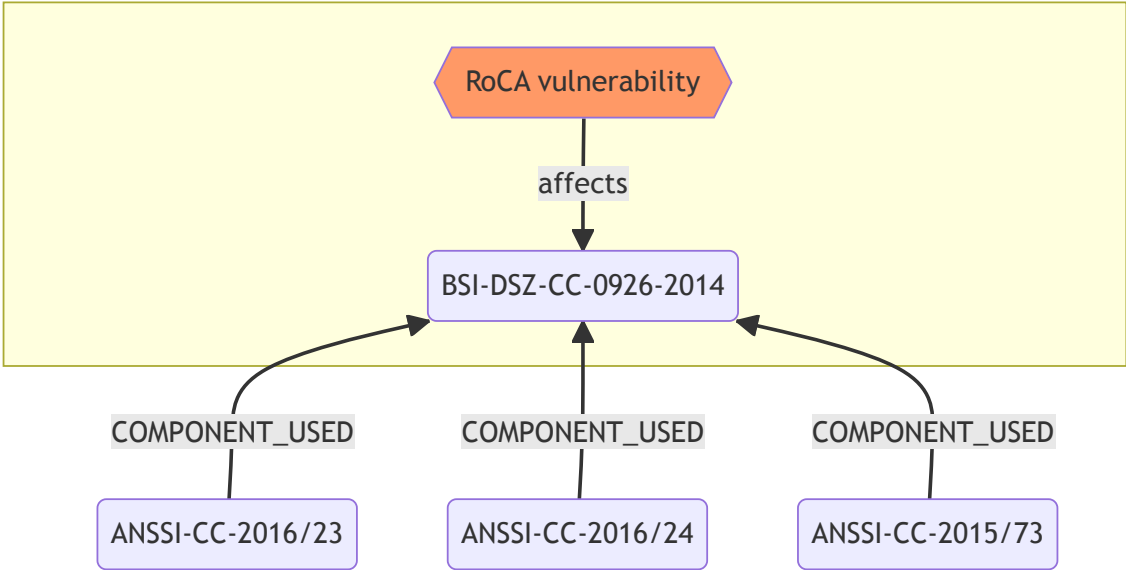 RoCA vulnerability
affects
BSI-DSZ-CC-0926-2014
COMPONENT_USED
COMPONENT_USED
COMPONENT_USED
ANSSI-CC-2016/23
ANSSI-CC-2016/24
ANSSI-CC-2015/73